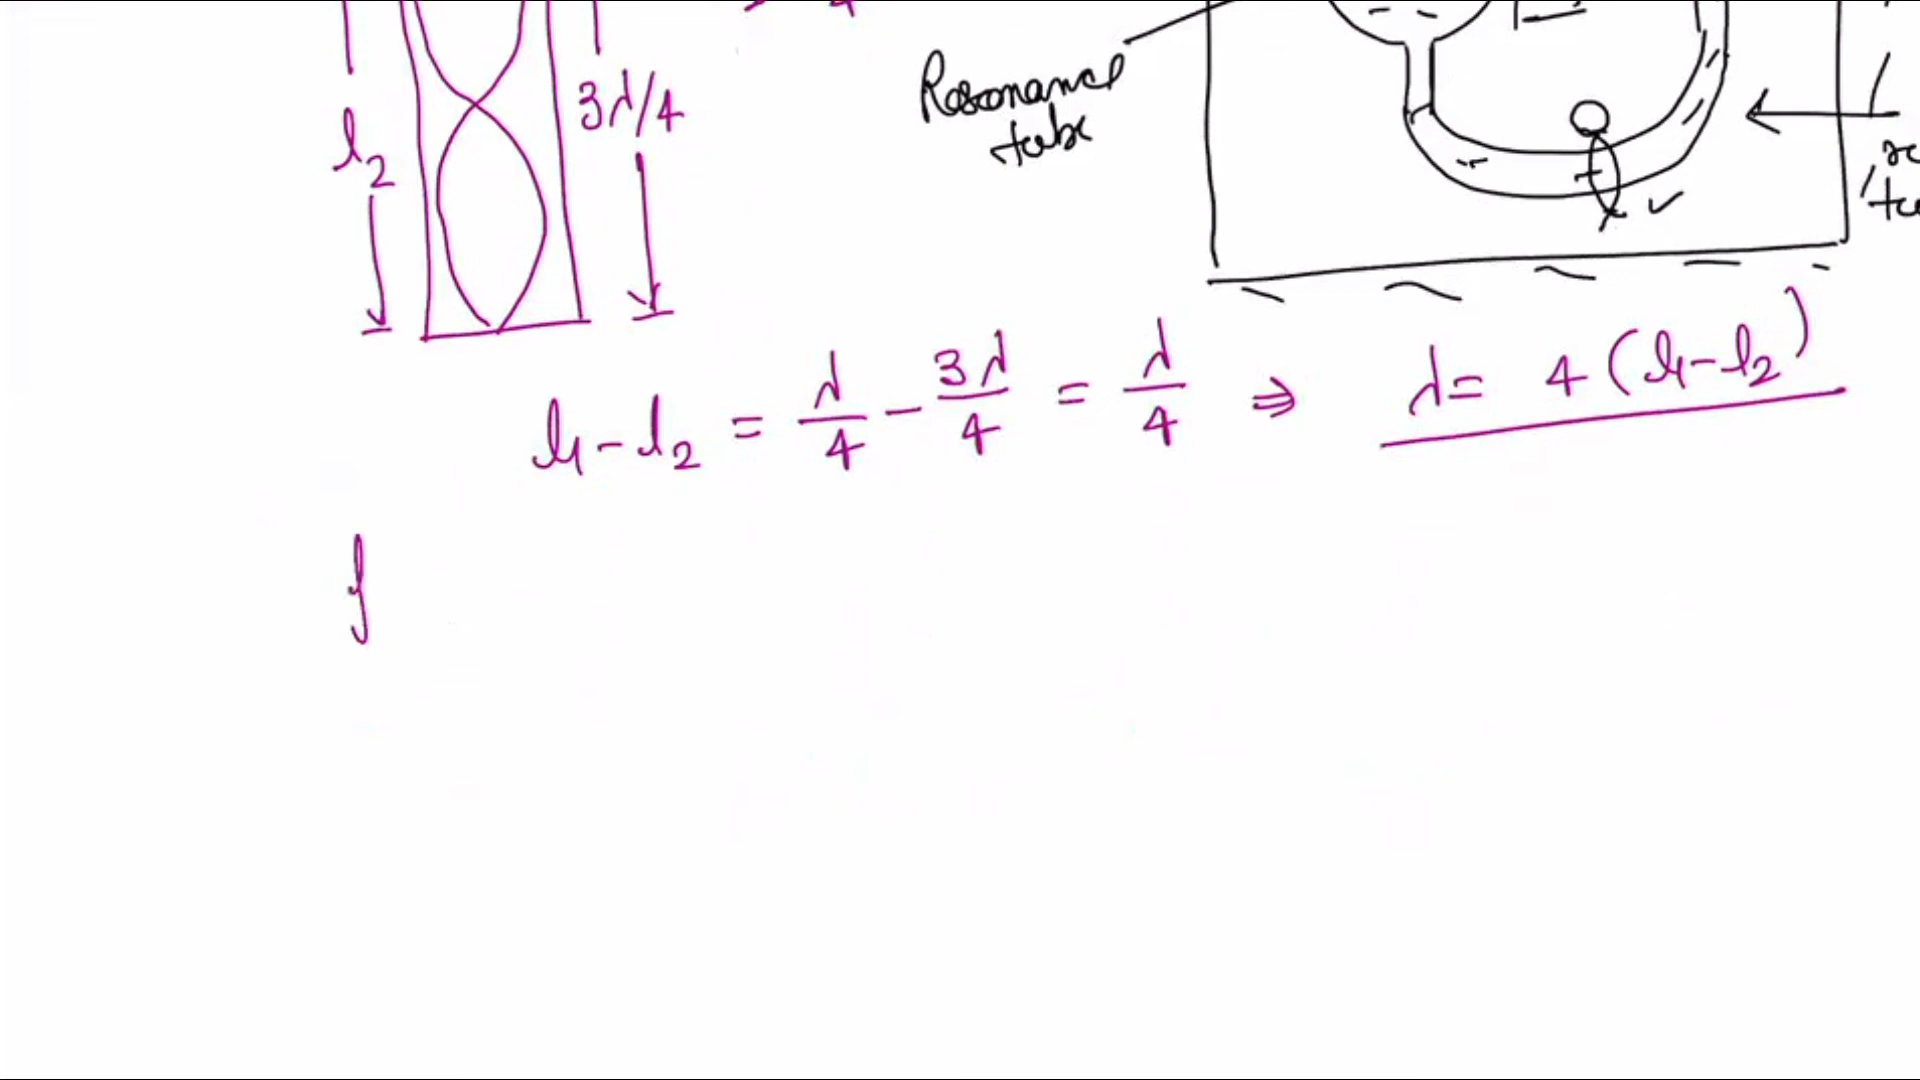 Resonance
tube
3λ/4
l₂
l₁ - l₂ = λ/4 - 3λ/4 = λ/4 ⇒ λ = 4 (l₁ - l₂)
f